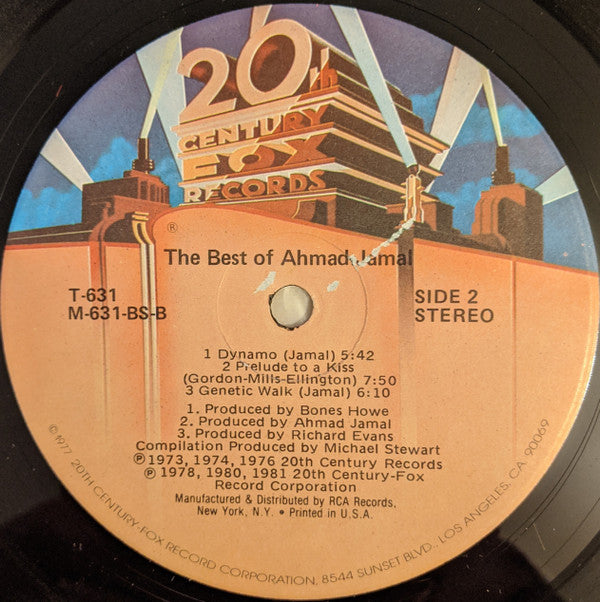 20th
CENTURY
FOX
RECORDS
®
The Best of Ahmad Jamal
T-631
M-631-BS-B
SIDE 2
STEREO
1 Dynamo (Jamal) 5:42
2 Prelude to a Kiss
(Gordon-Mills-Ellington) 7:50
3 Genetic Walk (Jamal) 6:10
1. Produced by Bones Howe
2. Produced by Ahmad Jamal
3. Produced by Richard Evans
Compilation Produced by Michael Stewart
℗ 1973, 1974, 1976 20th Century Records
℗ 1978, 1980, 1981 20th Century-Fox
Record Corporation
Manufactured & Distributed by RCA Records,
New York, N.Y. • Printed in U.S.A.
© 1977 20TH CENTURY-FOX RECORD CORPORATION, 8544 SUNSET BLVD., LOS ANGELES, CA 90069